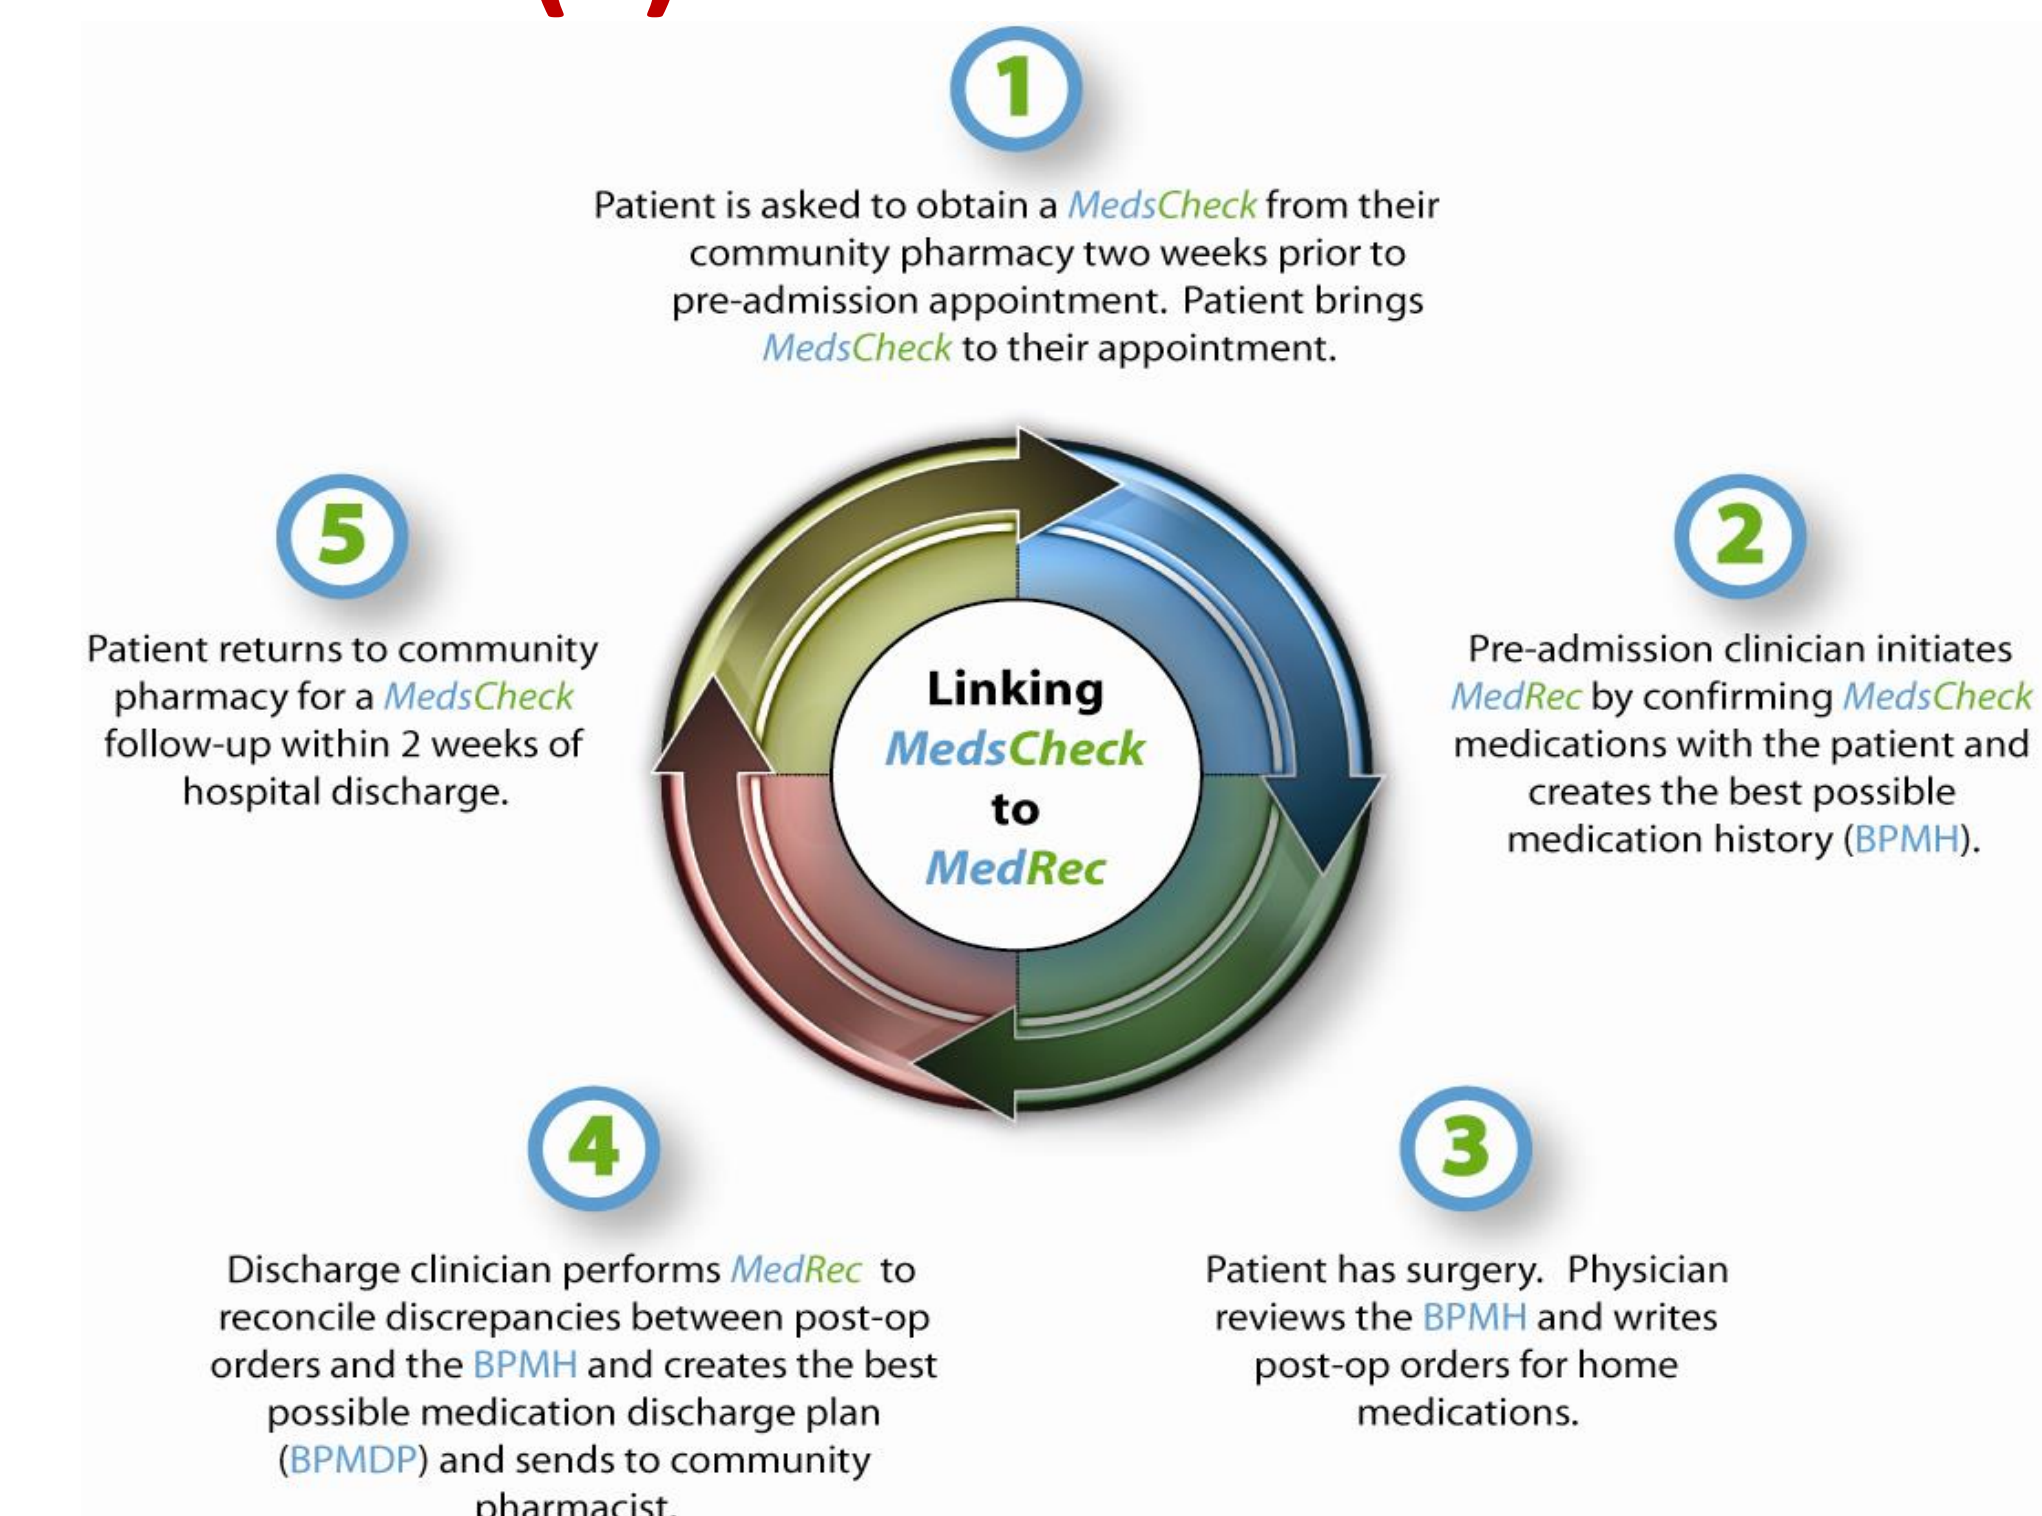 1
Patient is asked to obtain a MedsCheck from their
community pharmacy two weeks prior to
pre-admission appointment. Patient brings
MedsCheck to their appointment.
2
Pre-admission clinician initiates
MedRec by confirming MedsCheck
medications with the patient and
creates the best possible
medication history (BPMH).
3
Patient has surgery. Physician
reviews the BPMH and writes
post-op orders for home
medications.
4
Discharge clinician performs MedRec to
reconcile discrepancies between post-op
orders and the BPMH and creates the best
possible medication discharge plan
(BPMDP) and sends to community
pharmacist.
5
Patient returns to community
pharmacy for a MedsCheck
follow-up within 2 weeks of
hospital discharge.
Linking
MedsCheck
to
MedRec